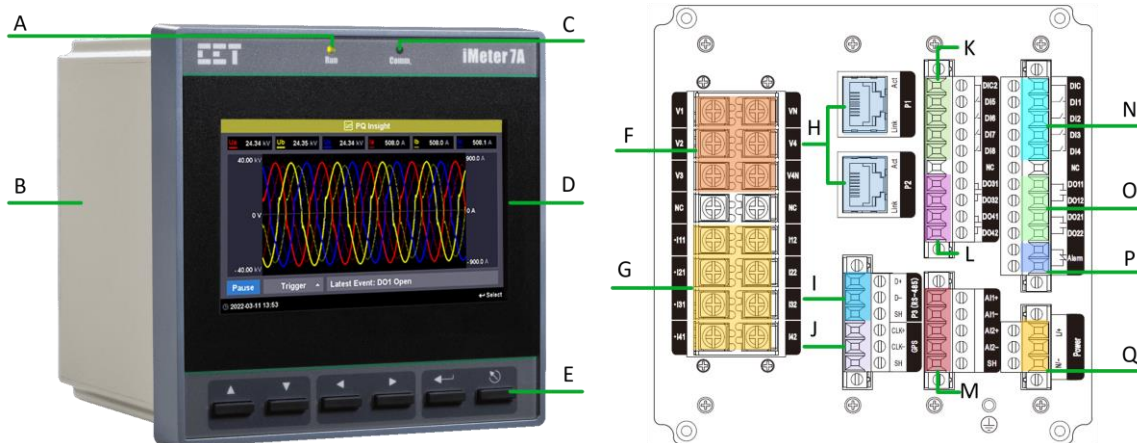 A
B
C
D
E
CET
Run
Comm.
iMeter 7A
PQ Insight
Ua 24.34 kV Ub 24.35 kV 24.34 kV 508.0 A 508.0 A 508.1 A
40.00 kV
900.0 A
0 V
0 A
-40.00 kV
-900.0 A
Pause Trigger Latest Event: DO1 Open
2022-03-11 13:53 Select
F
G
H
I
J
K
L
M
N
O
P
Q
V1 VN
V2 V4
V3 V4N
NC NC
•I11 I12
•I21 I22
•I31 I32
•I41 I42
Act
P1
Link
Act
P2
Link
DIC2
DI5
DI6
DI7
DI8
NC
DO31
DO32
DO41
DO42
DIC
DI1
DI2
DI3
DI4
NC
DO11
DO12
DO21
DO22
Alarm
D+
D-
SH
P3 (RS-485)
CLK+
CLK-
SH
GPS
AI1+
AI1-
AI2+
AI2-
SH
L/+
N/-
Power